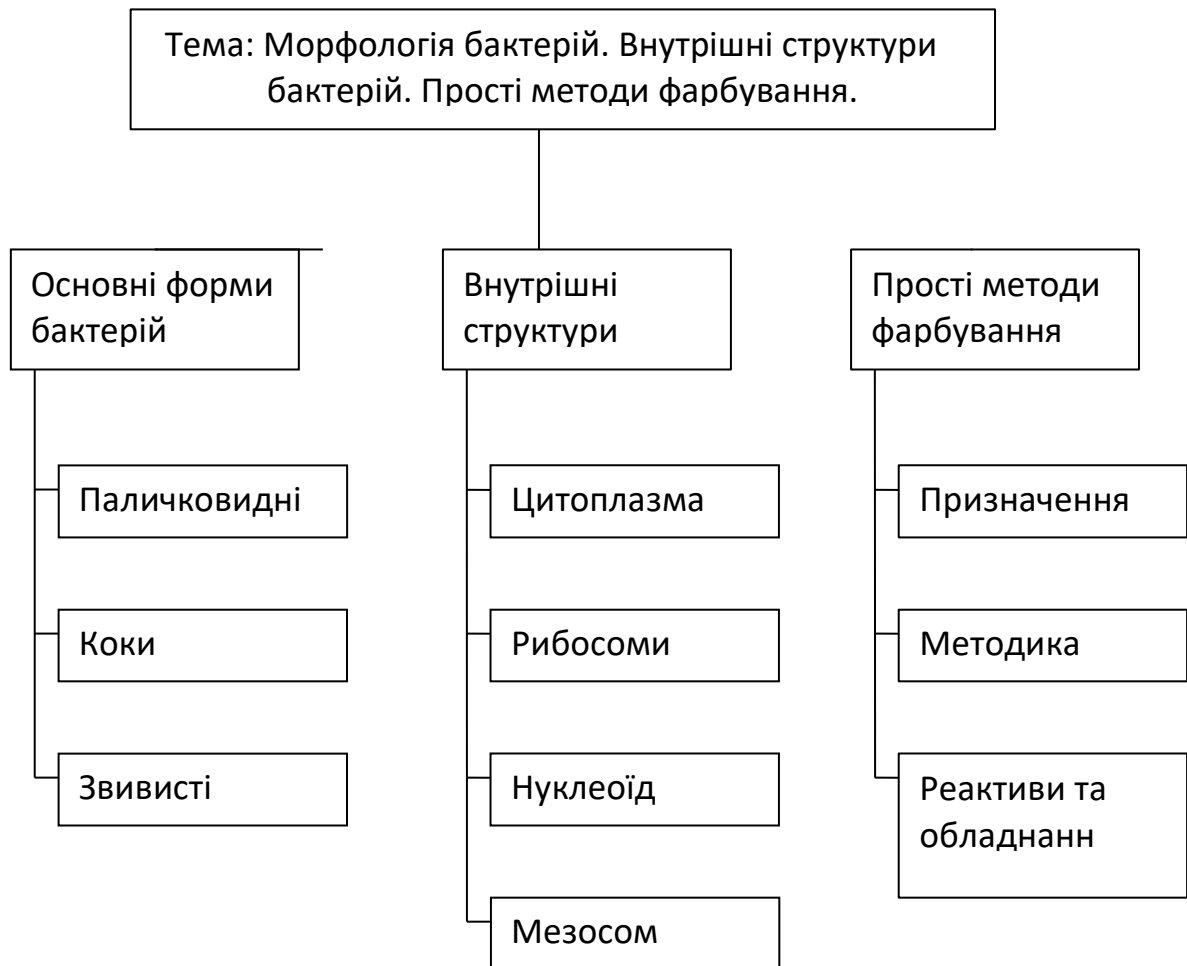 Тема: Морфологія бактерій. Внутрішні структури
бактерій. Прості методи фарбування.
Основні форми
бактерій
Паличковидні
Коки
Звивисті
Внутрішні
структури
Цитоплазма
Рибосоми
Нуклеоїд
Мезосом
Прості методи
фарбування
Призначення
Методика
Реактиви та
обладнанн